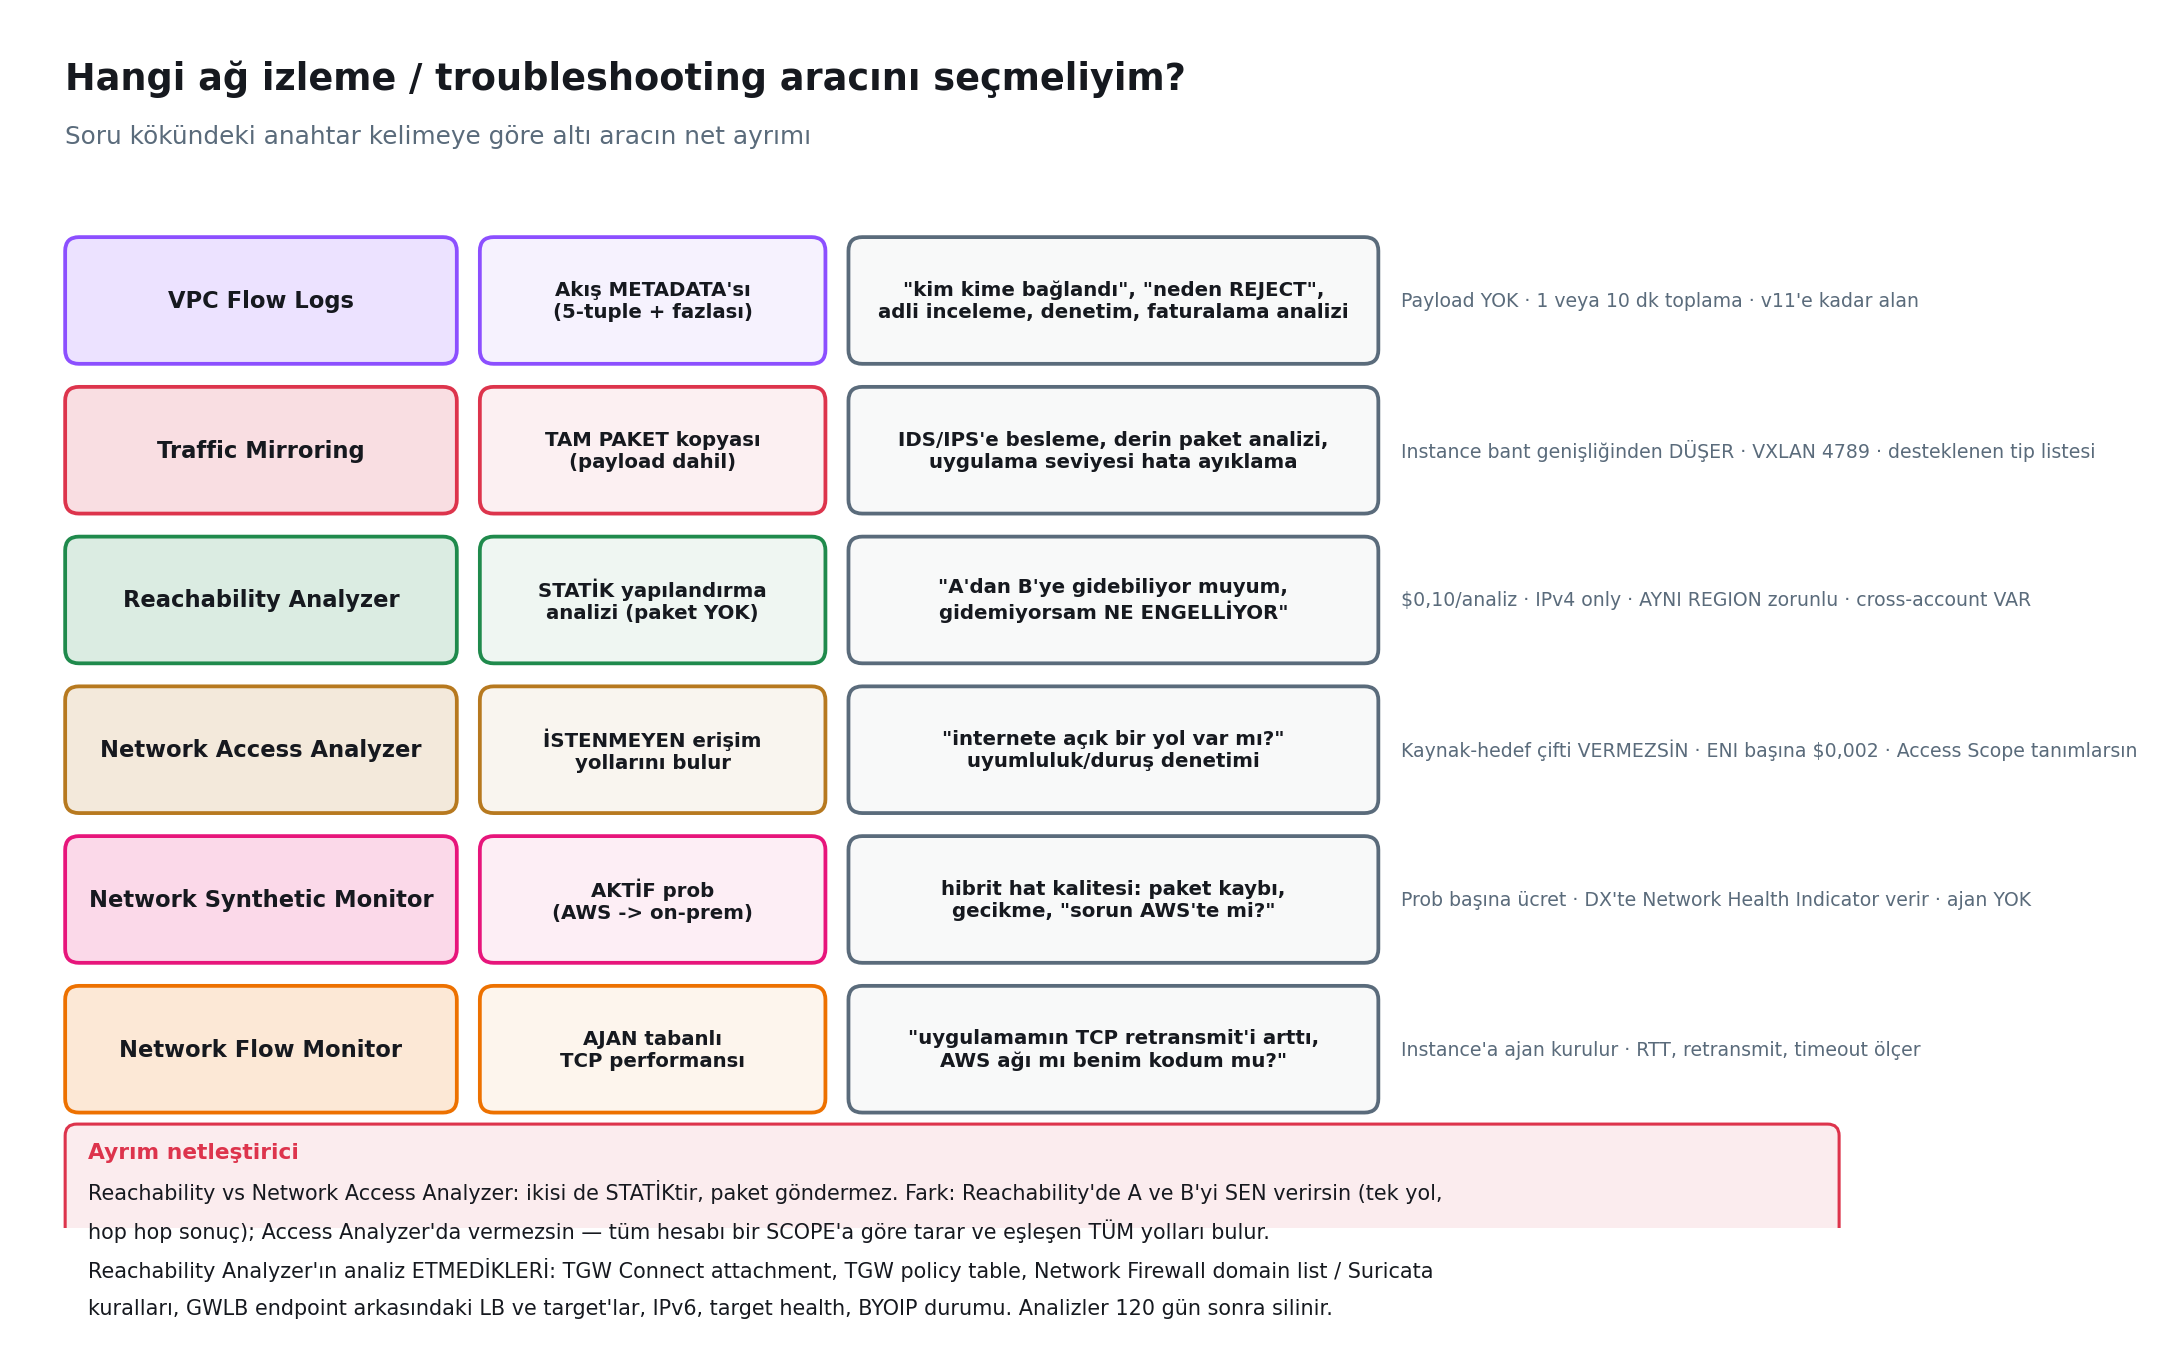 Hangi ağ izleme / troubleshooting aracını seçmeliyim?
Soru kökündeki anahtar kelimeye göre altı aracın net ayrımı
VPC Flow Logs
Akış METADATA'sı
(5-tuple + fazlası)
"kim kime bağlandı", "neden REJECT",
adli inceleme, denetim, faturalama analizi
Payload YOK · 1 veya 10 dk toplama · v11'e kadar alan
Traffic Mirroring
TAM PAKET kopyası
(payload dahil)
IDS/IPS'e besleme, derin paket analizi,
uygulama seviyesi hata ayıklama
Instance bant genişliğinden DÜŞER · VXLAN 4789 · desteklenen tip listesi
Reachability Analyzer
STATİK yapılandırma
analizi (paket YOK)
"A'dan B'ye gidebiliyor muyum,
gidemiyorsam NE ENGELLİYOR"
$0,10/analiz · IPv4 only · AYNI REGION zorunlu · cross-account VAR
Network Access Analyzer
İSTENMEYEN erişim
yollarını bulur
"internete açık bir yol var mı?"
uyumluluk/duruş denetimi
Kaynak-hedef çifti VERMEZSİN · ENI başına $0,002 · Access Scope tanımlarsın
Network Synthetic Monitor
AKTİF prob
(AWS -> on-prem)
hibrit hat kalitesi: paket kaybı,
gecikme, "sorun AWS'te mi?"
Prob başına ücret · DX'te Network Health Indicator verir · ajan YOK
Network Flow Monitor
AJAN tabanlı
TCP performansı
"uygulamamın TCP retransmit'i arttı,
AWS ağı mı benim kodum mu?"
Instance'a ajan kurulur · RTT, retransmit, timeout ölçer
Ayrım netleştirici
Reachability vs Network Access Analyzer: ikisi de STATİKtir, paket göndermez. Fark: Reachability'de A ve B'yi SEN verirsin (tek yol,
hop hop sonuç); Access Analyzer'da vermezsin — tüm hesabı bir SCOPE'a göre tarar ve eşleşen TÜM yolları bulur.
Reachability Analyzer'ın analiz ETMEDİKLERİ: TGW Connect attachment, TGW policy table, Network Firewall domain list / Suricata
kuralları, GWLB endpoint arkasındaki LB ve target'lar, IPv6, target health, BYOIP durumu. Analizler 120 gün sonra silinir.